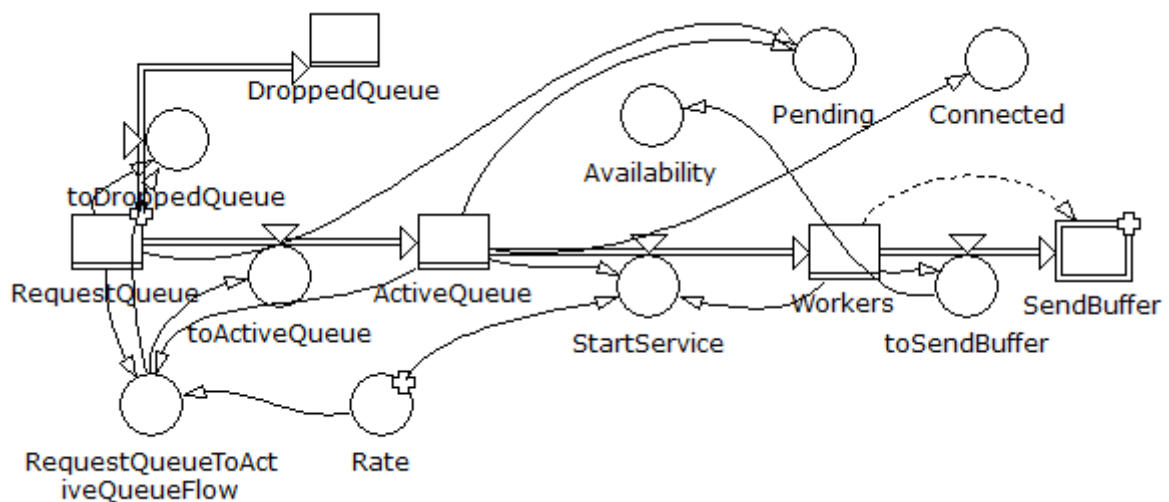 DroppedQueue
Pending
Connected
Availability
toDroppedQueue
RequestQueue
ActiveQueue
Workers
SendBuffer
toActiveQueue
StartService
toSendBuffer
RequestQueueToAct
iveQueueFlow
Rate